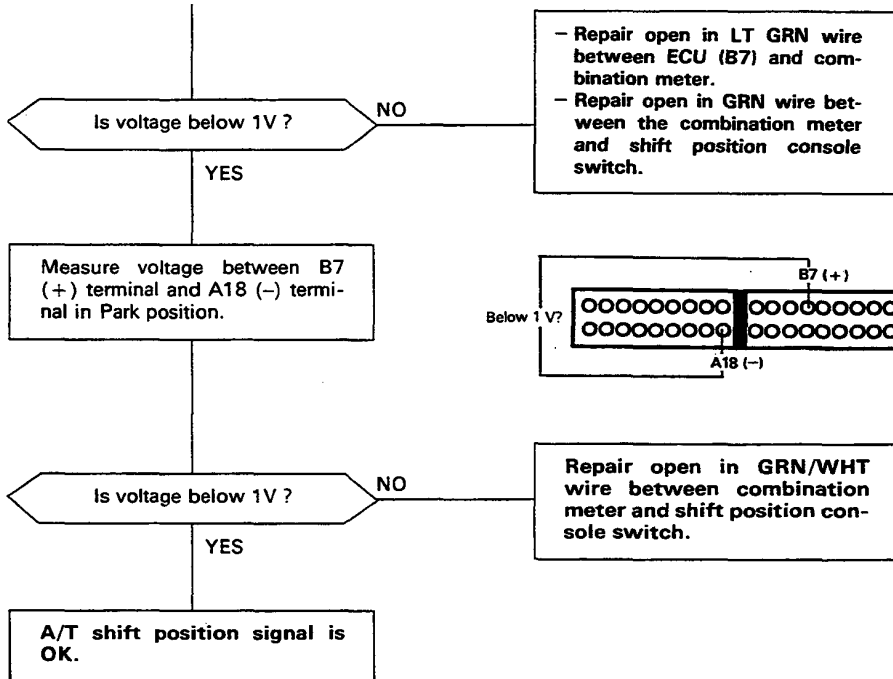 – Repair open in LT GRN wire
between ECU (B7) and com-
bination meter.
– Repair open in GRN wire bet-
ween the combination meter
and shift position console
switch.
Is voltage below 1V ?
NO
YES
Measure voltage between B7
(+) terminal and A18 (–) termi-
nal in Park position.
B7 (+)
Below 1 V?
A18 (–)
Is voltage below 1V ?
NO
Repair open in GRN/WHT
wire between combination
meter and shift position con-
sole switch.
YES
A/T shift position signal is
OK.